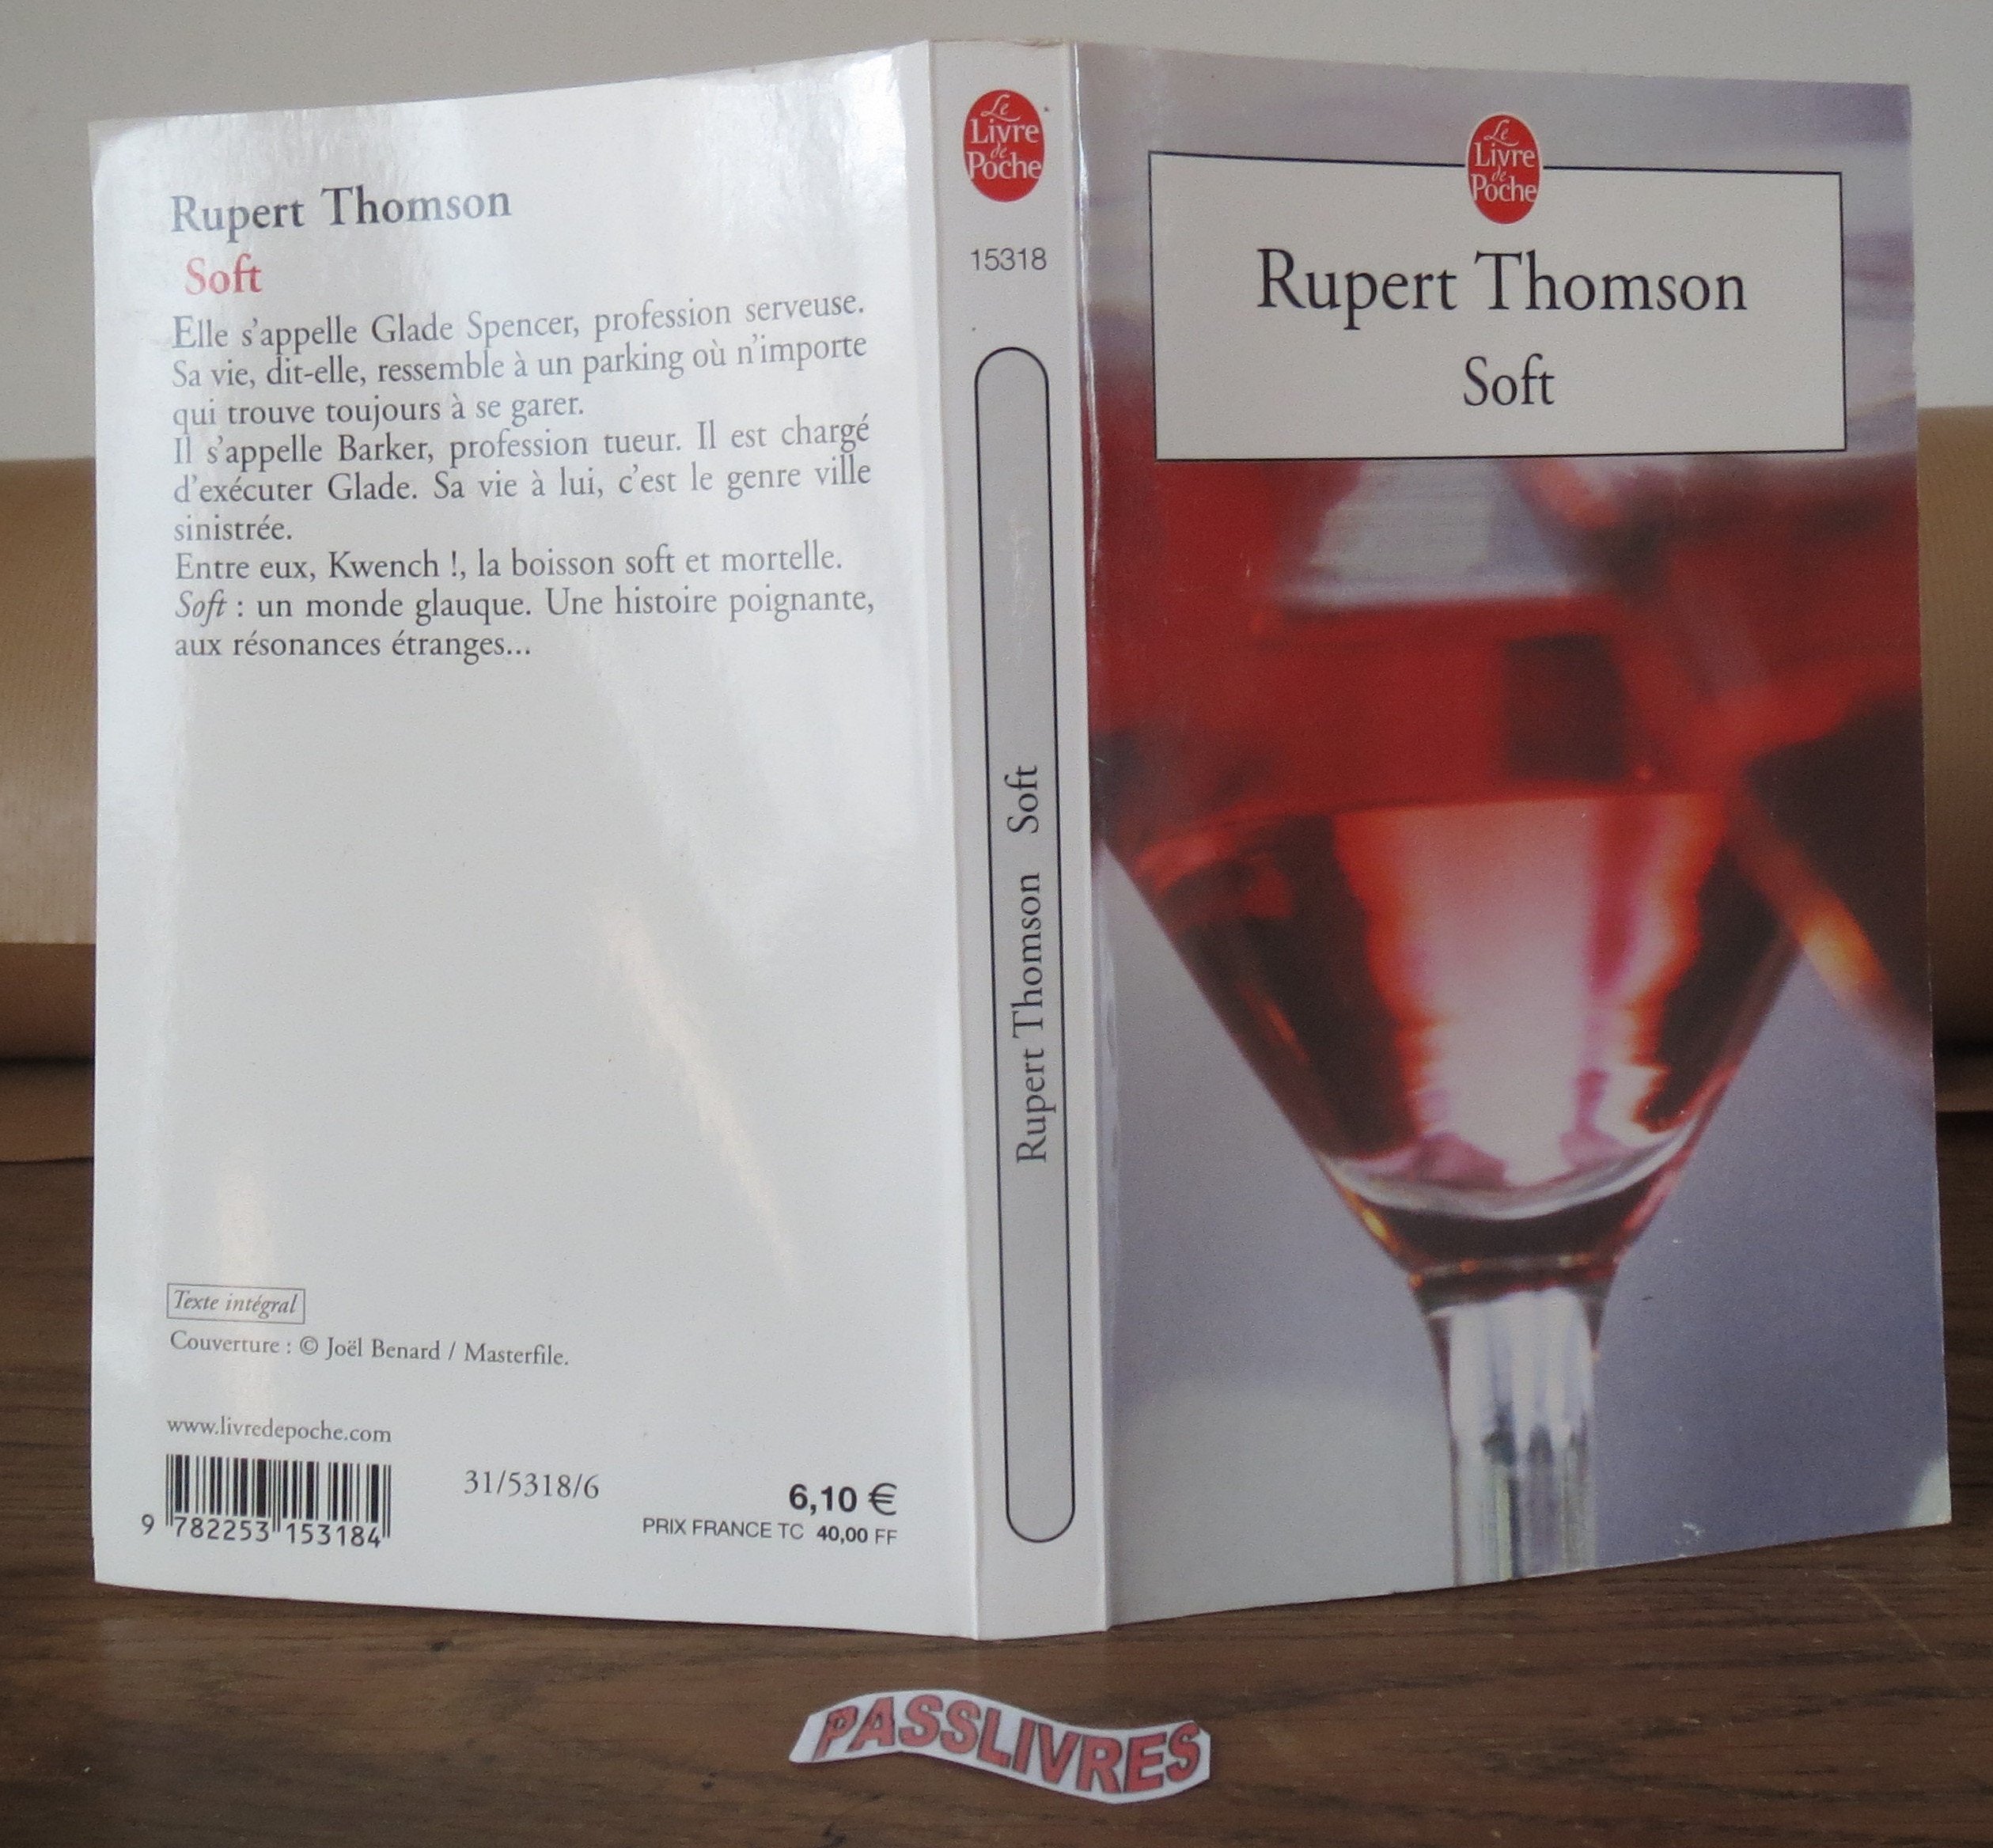 Rupert Thomson
Soft
Elle s'appelle Glade Spencer, profession serveuse.
Sa vie, dit-elle, ressemble à un parking où n'importe
qui trouve toujours à se garer.
Il s'appelle Barker, profession tueur. Il est chargé
d'exécuter Glade. Sa vie à lui, c'est le genre ville
sinistrée.
Entre eux, Kwench !, la boisson soft et mortelle.
Soft : un monde glauque. Une histoire poignante,
aux résonances étranges...
Texte intégral
Couverture : © Joël Benard / Masterfile.
www.livredepoche.com
9 782253 153184
31/5318/6
6,10 €
PRIX FRANCE TC 40,00 FF
Le
Livre
de
Poche
15318
Rupert Thomson Soft
Le
Livre
de
Poche
Rupert Thomson
Soft
PASSLIVRES